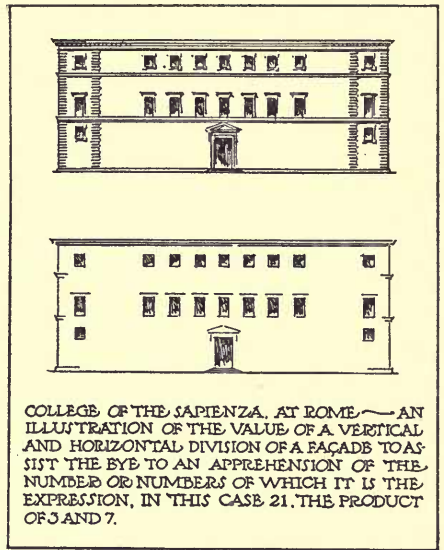 COLLEGE OF THE SAPIENZA, AT ROME — AN
ILLUSTRATION OF THE VALUE OF A VERTICAL
AND HORIZONTAL DIVISION OF A FAÇADE TO AS-
SIST THE EYE TO AN APPREHENSION OF THE
NUMBER OR NUMBERS OF WHICH IT IS THE
EXPRESSION, IN THIS CASE 21, THE PRODUCT
OF 3 AND 7.